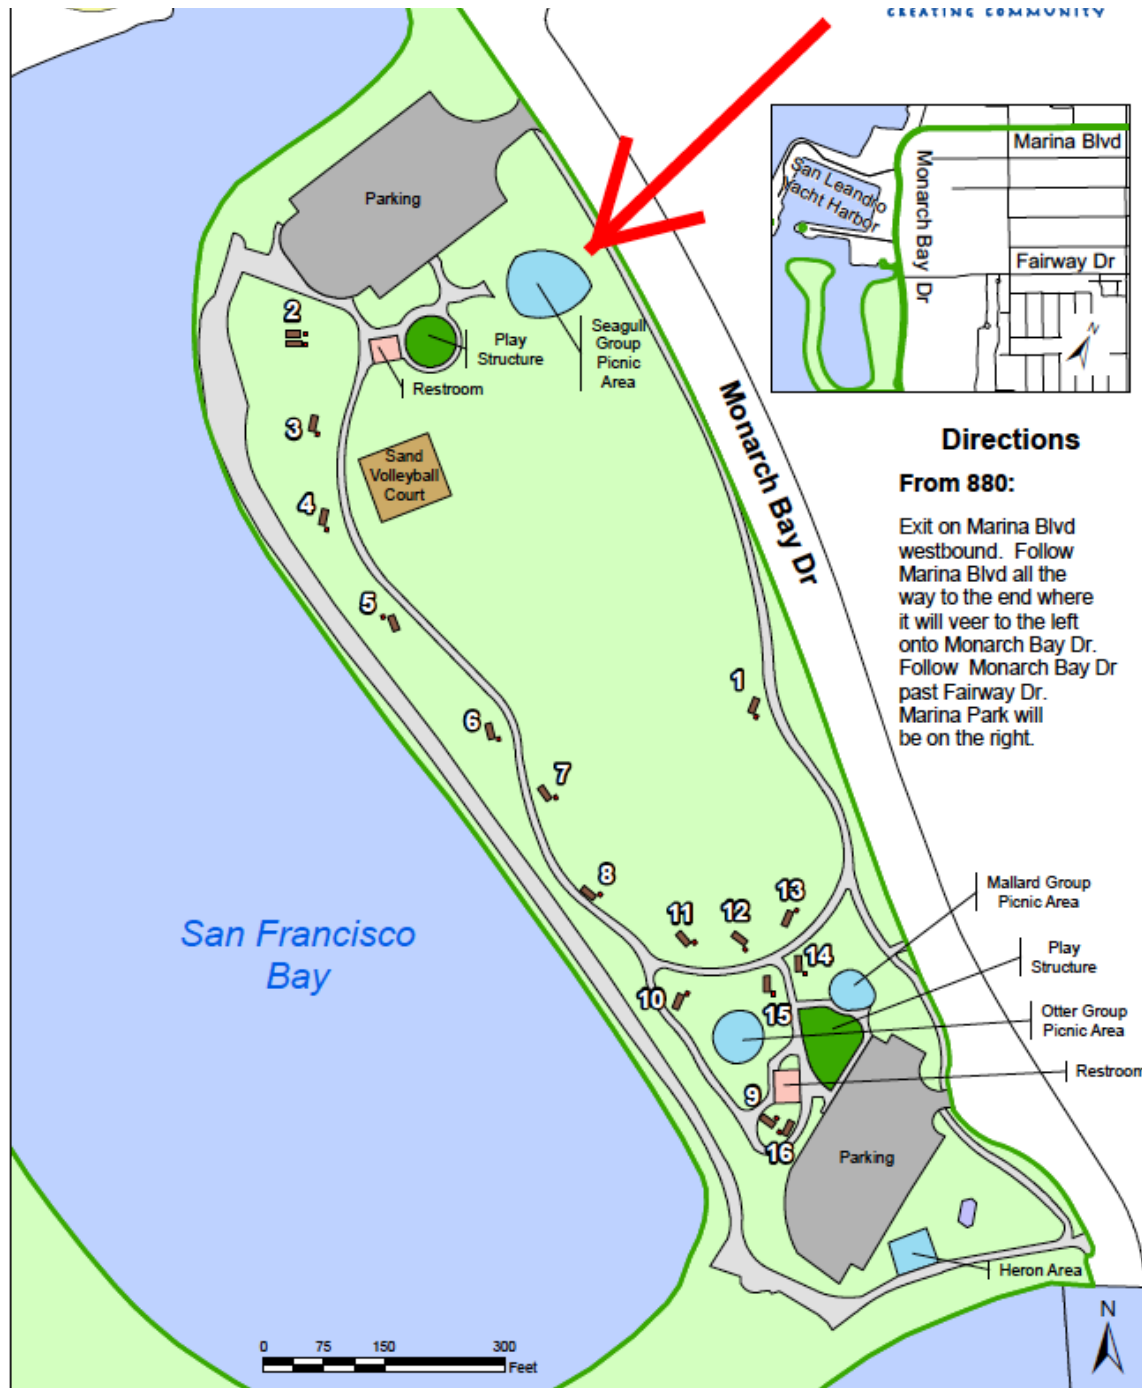 CREATING COMMUNITY
Marina Blvd
San Leandro
Yacht Harbor
Monarch Bay Dr
Fairway Dr
N
Parking
2
Play
Structure
Seagull
Group
Picnic
Area
Restroom
3
Sand
Volleyball
Court
4
5
6
7
8
1
Monarch Bay Dr
Directions
From 880:
Exit on Marina Blvd
westbound. Follow
Marina Blvd all the
way to the end where
it will veer to the left
onto Monarch Bay Dr.
Follow Monarch Bay Dr
past Fairway Dr.
Marina Park will
be on the right.
San Francisco
Bay
11
12
13
14
10
15
9
16
Mallard Group
Picnic Area
Play
Structure
Otter Group
Picnic Area
Restroom
Parking
Heron Area
0 75 150 300
Feet
N